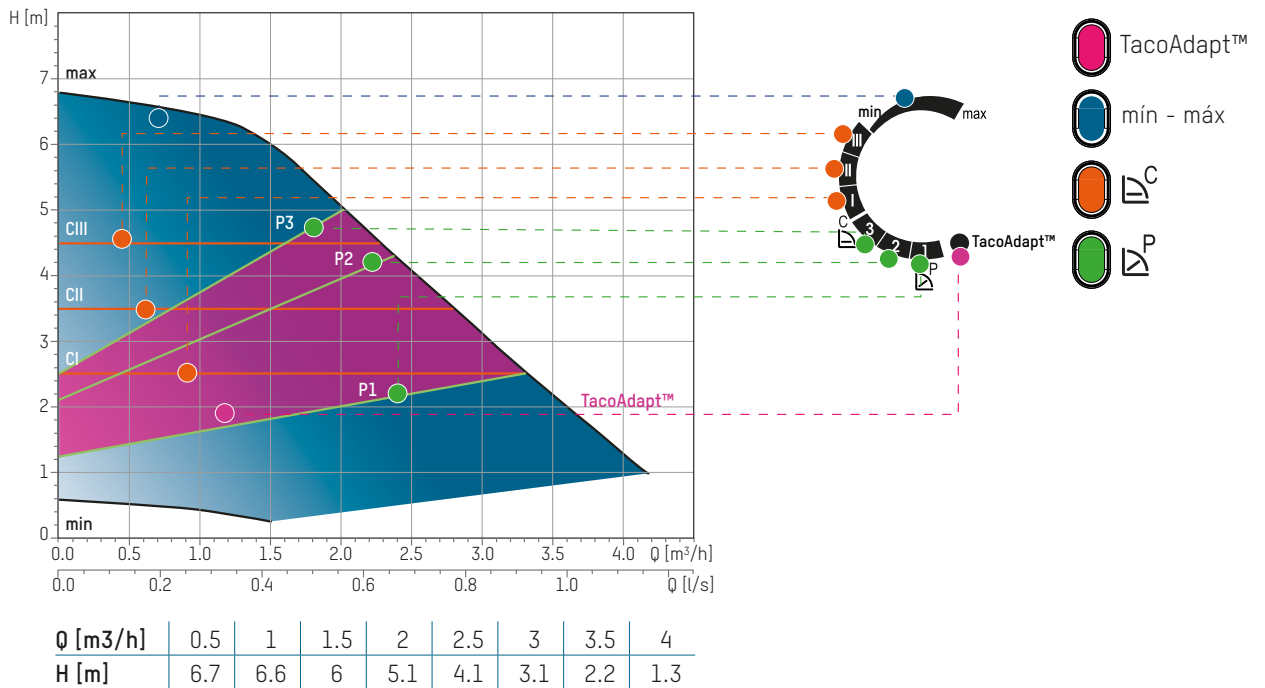 H [m]
7
6
5
4
3
2
1
0
max
CIII
CII
CI
min
P3
P2
P1
TacoAdapt™
0.0 0.5 1.0 1.5 2.0 2.5 3.0 3.5 4.0 Q [m³/h]
0.0 0.2 0.4 0.6 0.8 1.0 Q [l/s]
min
max
III
II
I
C
3
2
1
P
TacoAdapt™
TacoAdapt™
mín - máx
C
P
Q [m3/h] 0.5 1 1.5 2 2.5 3 3.5 4
H [m] 6.7 6.6 6 5.1 4.1 3.1 2.2 1.3